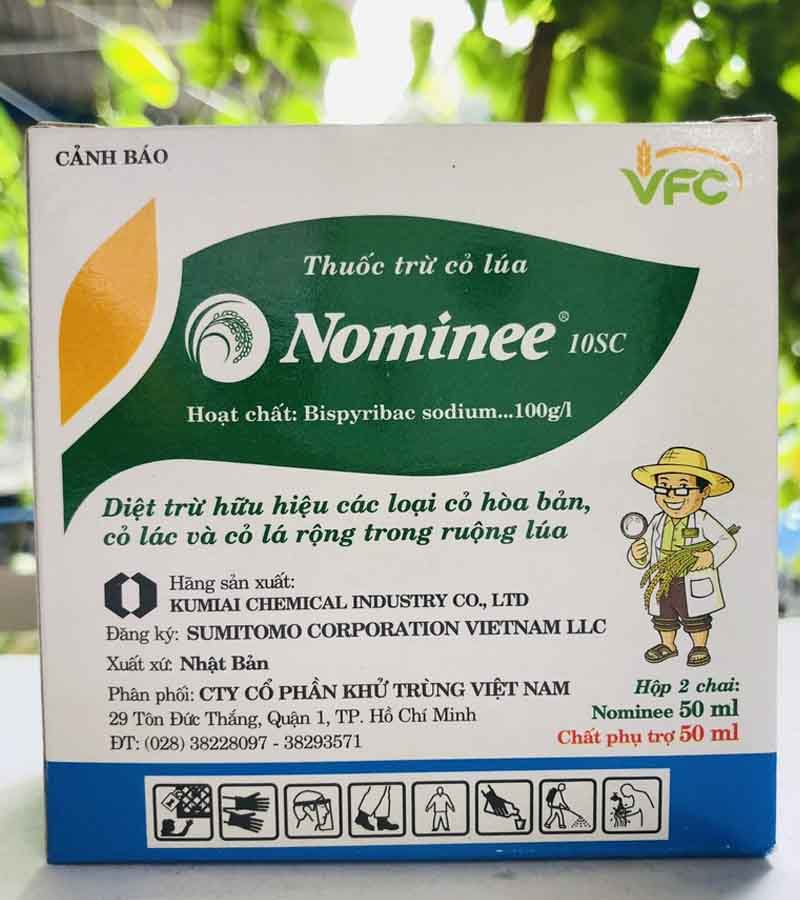 CẢNH BÁO
VFC
Thuốc trừ cỏ lúa
Nominee® 10SC
Hoạt chất: Bispyribac sodium...100g/l
Diệt trừ hữu hiệu các loại cỏ hòa bản,
cỏ lác và cỏ lá rộng trong ruộng lúa
Hãng sản xuất:
KUMIAI CHEMICAL INDUSTRY CO., LTD
Đăng ký: SUMITOMO CORPORATION VIETNAM LLC
Xuất xứ: Nhật Bản
Phân phối: CTY CỔ PHẦN KHỬ TRÙNG VIỆT NAM
29 Tôn Đức Thắng, Quận 1, TP. Hồ Chí Minh
ĐT: (028) 38228097 - 38293571
Hộp 2 chai:
Nominee 50 ml
Chất phụ trợ 50 ml